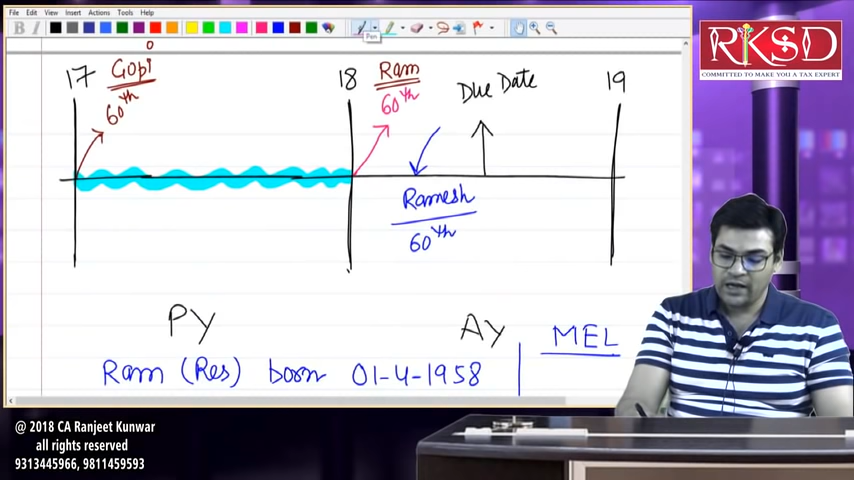 File Edit View Insert Actions Tools Help
B U
Pen
0
17 Gopi 18 Ram Due Date 19
60th 60th
Ramesh
60th
PY AY MEL
Ram (Res) born 01-4-1958
RKSD
COMMITTED TO MAKE YOU A TAX EXPERT
@ 2018 CA Ranjeet Kunwar
all rights reserved
9313445966, 9811459593